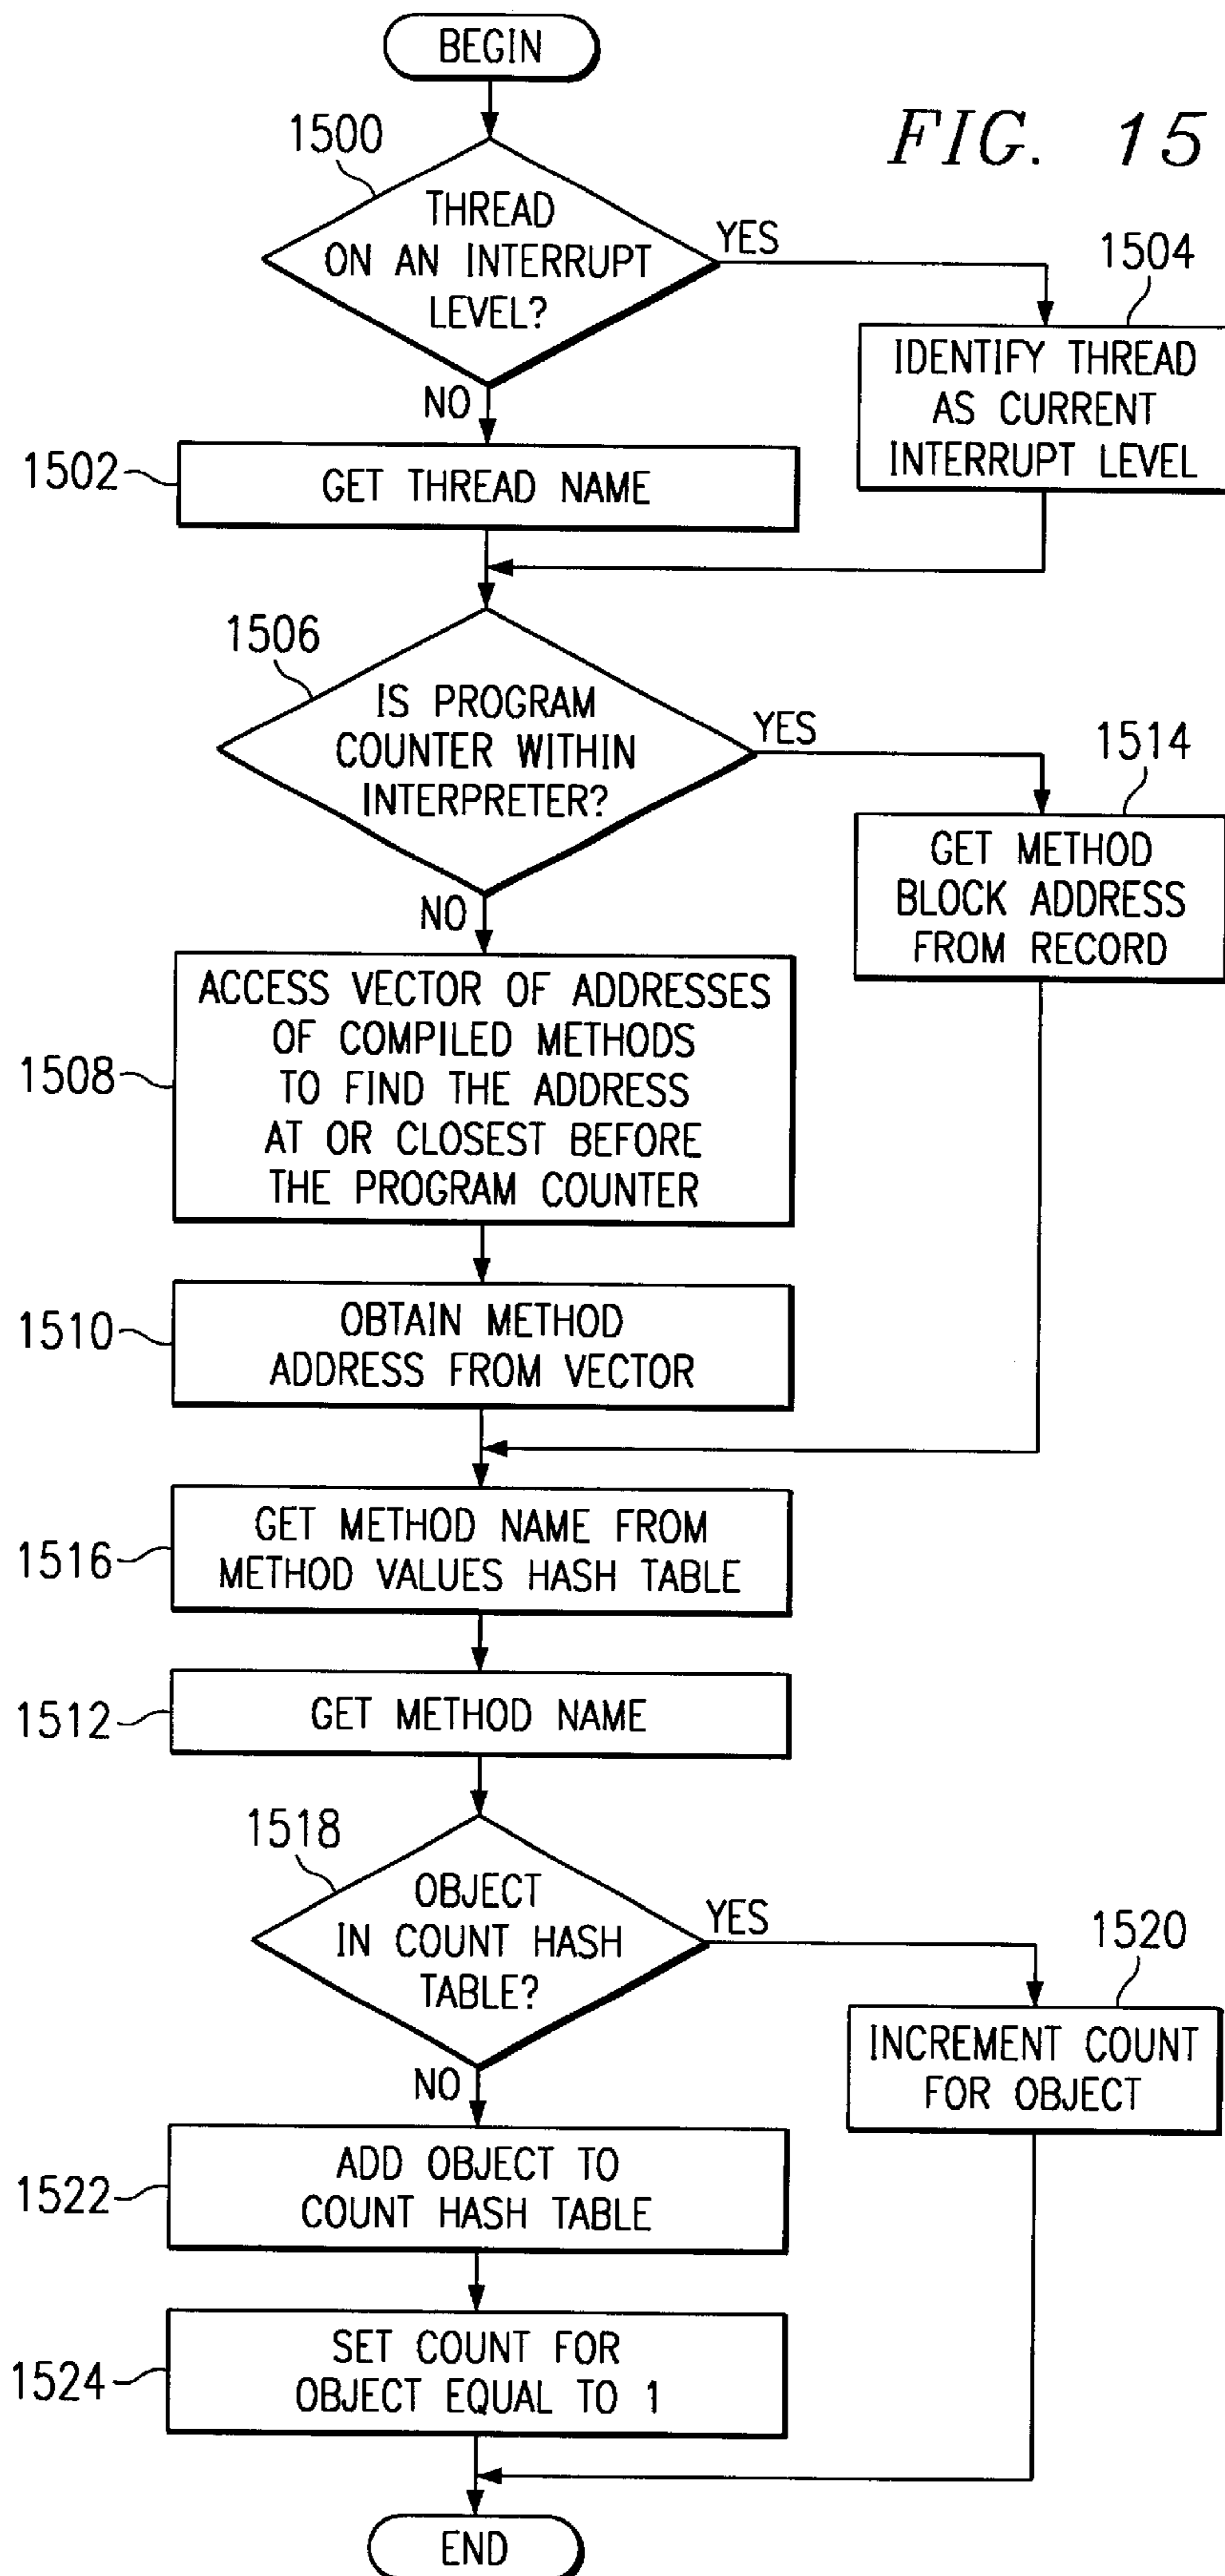 BEGIN
FIG. 15
1500
THREAD
ON AN INTERRUPT
LEVEL?
YES
NO
1504
IDENTIFY THREAD
AS CURRENT
INTERRUPT LEVEL
1502
GET THREAD NAME
1506
IS PROGRAM
COUNTER WITHIN
INTERPRETER?
YES
NO
1514
GET METHOD
BLOCK ADDRESS
FROM RECORD
1508
ACCESS VECTOR OF ADDRESSES
OF COMPILED METHODS
TO FIND THE ADDRESS
AT OR CLOSEST BEFORE
THE PROGRAM COUNTER
1510
OBTAIN METHOD
ADDRESS FROM VECTOR
1516
GET METHOD NAME FROM
METHOD VALUES HASH TABLE
1512
GET METHOD NAME
1518
OBJECT
IN COUNT HASH
TABLE?
YES
NO
1520
INCREMENT COUNT
FOR OBJECT
1522
ADD OBJECT TO
COUNT HASH TABLE
1524
SET COUNT FOR
OBJECT EQUAL TO 1
END